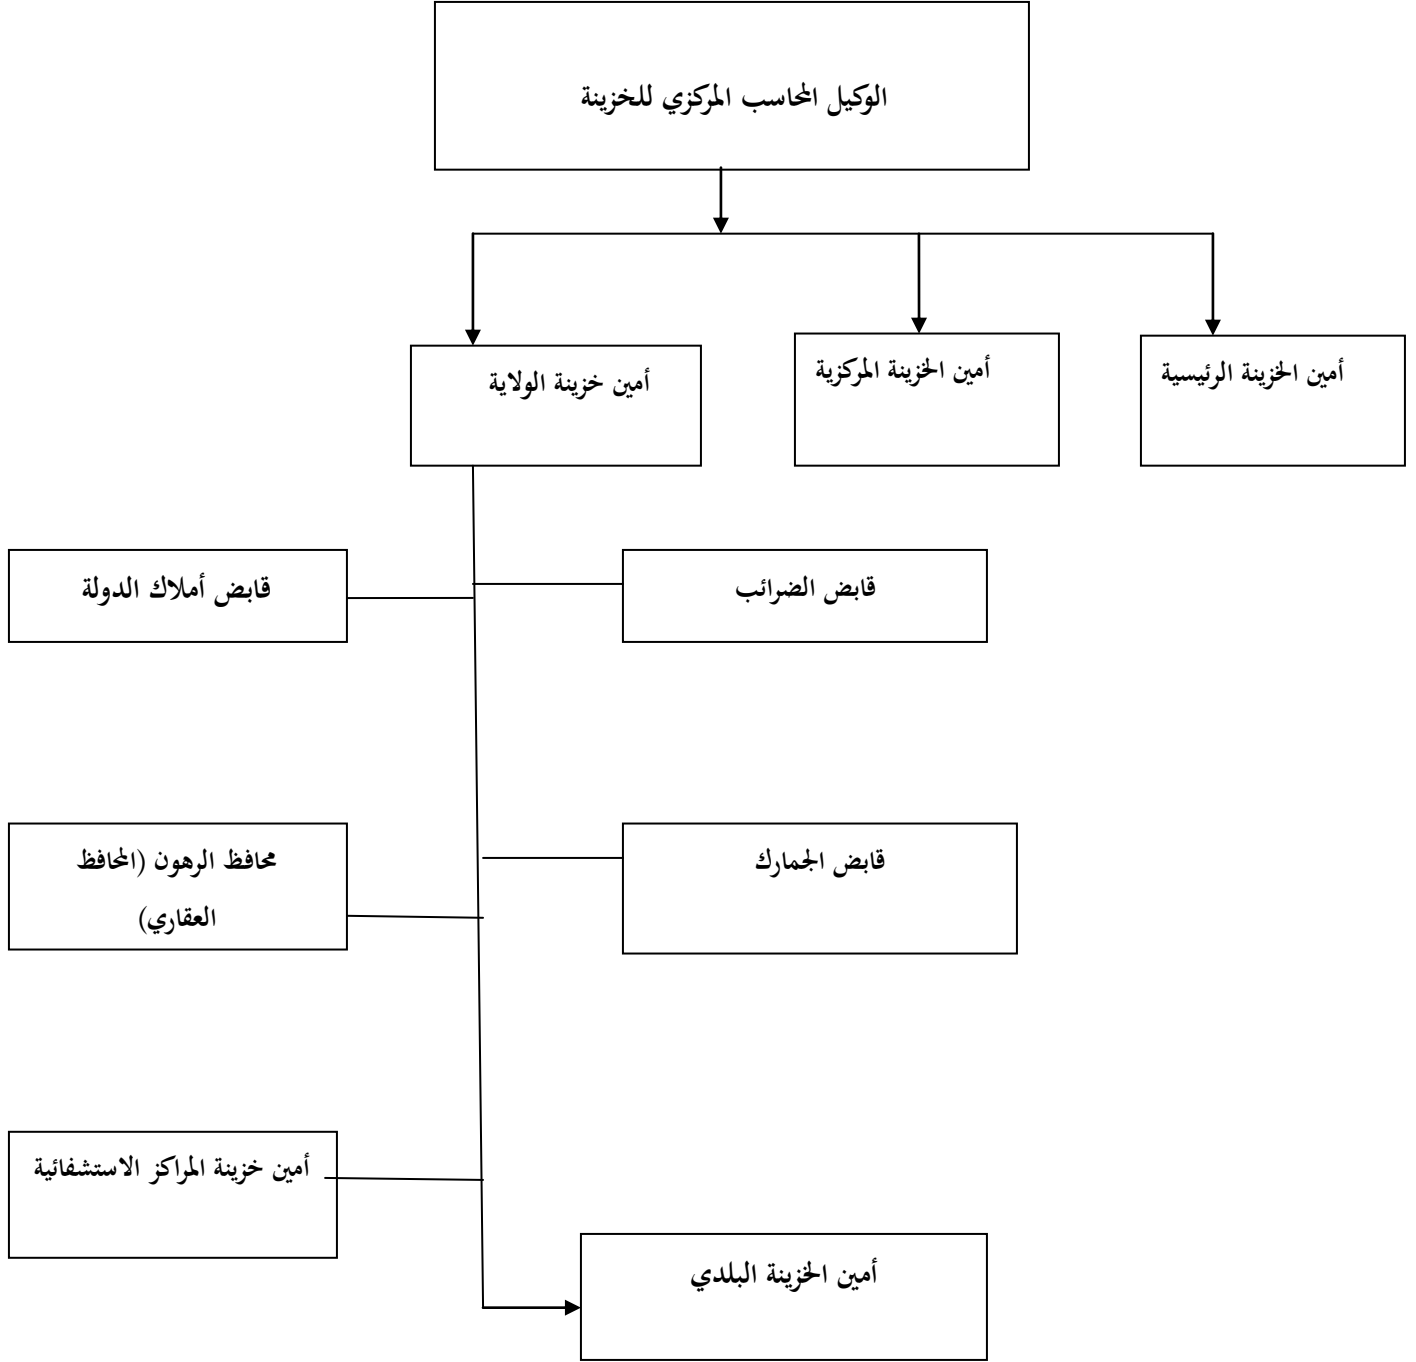 الوكيل المحاسب المركزي للخزينة
أمين الخزينة الرئيسية
أمين الخزينة المركزية
أمين خزينة الولاية
قابض الضرائب
قابض أملاك الدولة
قابض الجمارك
محافظ الرهون (المحافظ
العقاري)
أمين خزينة المراكز الاستشفائية
أمين الخزينة البلدي